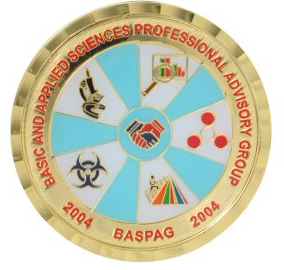 BASIC AND APPLIED SCIENCES PROFESSIONAL ADVISORY GROUP
2004 BASPAG 2004